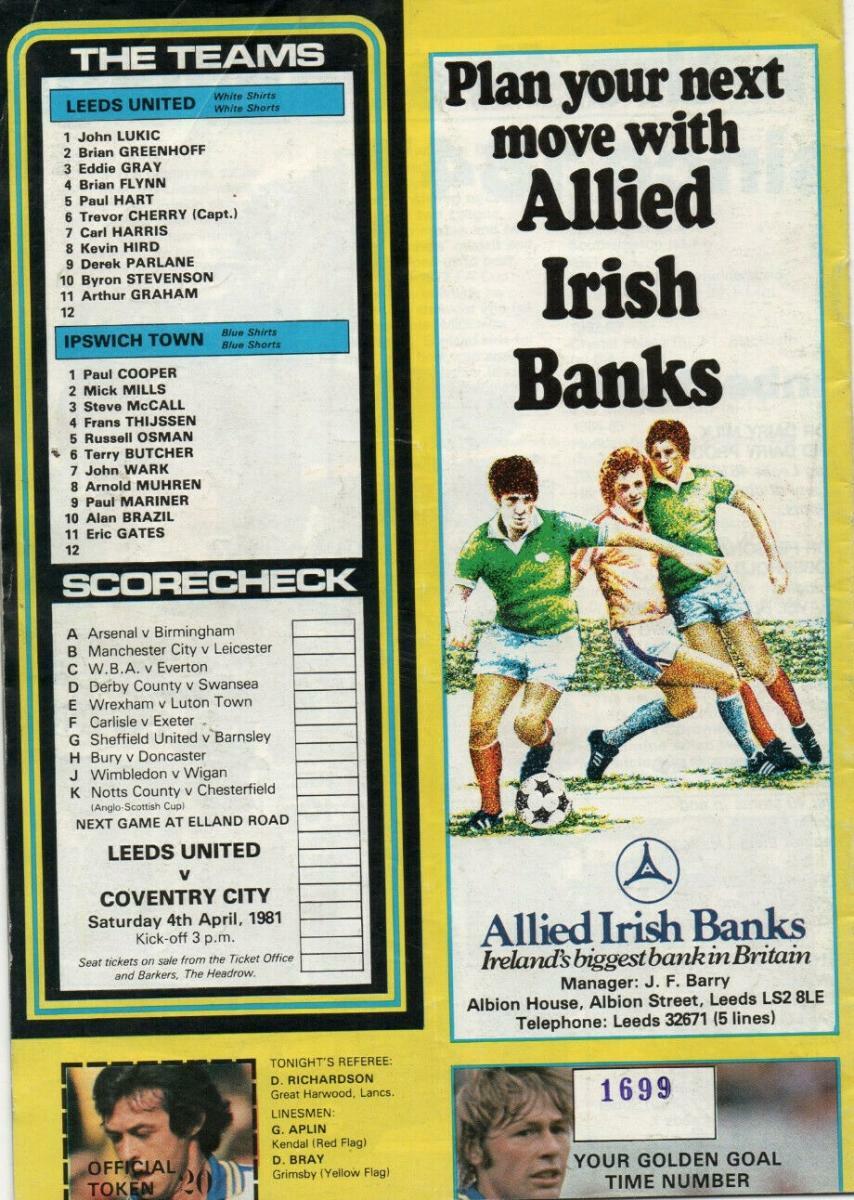 THE TEAMS
LEEDS UNITED White Shirts
White Shorts
1 John LUKIC
2 Brian GREENHOFF
3 Eddie GRAY
4 Brian FLYNN
5 Paul HART
6 Trevor CHERRY (Capt.)
7 Carl HARRIS
8 Kevin HIRD
9 Derek PARLANE
10 Byron STEVENSON
11 Arthur GRAHAM
12
IPSWICH TOWN Blue Shirts
Blue Shorts
1 Paul COOPER
2 Mick MILLS
3 Steve McCALL
4 Frans THIJSSEN
5 Russell OSMAN
6 Terry BUTCHER
7 John WARK
8 Arnold MUHREN
9 Paul MARINER
10 Alan BRAZIL
11 Eric GATES
12
SCORECHECK
A Arsenal v Birmingham
B Manchester City v Leicester
C W.B.A. v Everton
D Derby County v Swansea
E Wrexham v Luton Town
F Carlisle v Exeter
G Sheffield United v Barnsley
H Bury v Doncaster
J Wimbledon v Wigan
K Notts County v Chesterfield
(Anglo-Scottish Cup)
NEXT GAME AT ELLAND ROAD
LEEDS UNITED
v
COVENTRY CITY
Saturday 4th April, 1981
Kick-off 3 p.m.
Seat tickets on sale from the Ticket Office
and Barkers, The Headrow.
Plan your next
move with
Allied
Irish
Banks
A
Allied Irish Banks
Ireland's biggest bank in Britain
Manager: J. F. Barry
Albion House, Albion Street, Leeds LS2 8LE
Telephone: Leeds 32671 (5 lines)
OFFICIAL
TOKEN 20
TONIGHT'S REFEREE:
D. RICHARDSON
Great Harwood, Lancs.
LINESMEN:
G. APLIN
Kendal (Red Flag)
D. BRAY
Grimsby (Yellow Flag)
1699
YOUR GOLDEN GOAL
TIME NUMBER